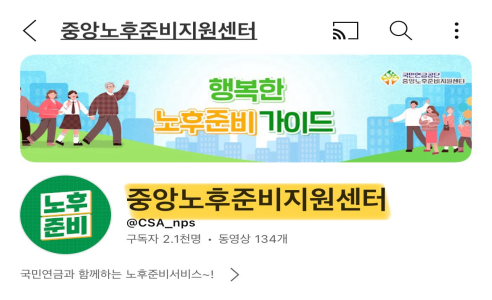 중앙노후준비지원센터
행복한
국민연금공단
중앙노후준비지원센터
노후준비 가이드
노후
준비
중앙노후준비지원센터
@CSA_nps
구독자 2.1천명 • 동영상 134개
국민연금과 함께하는 노후준비서비스~!